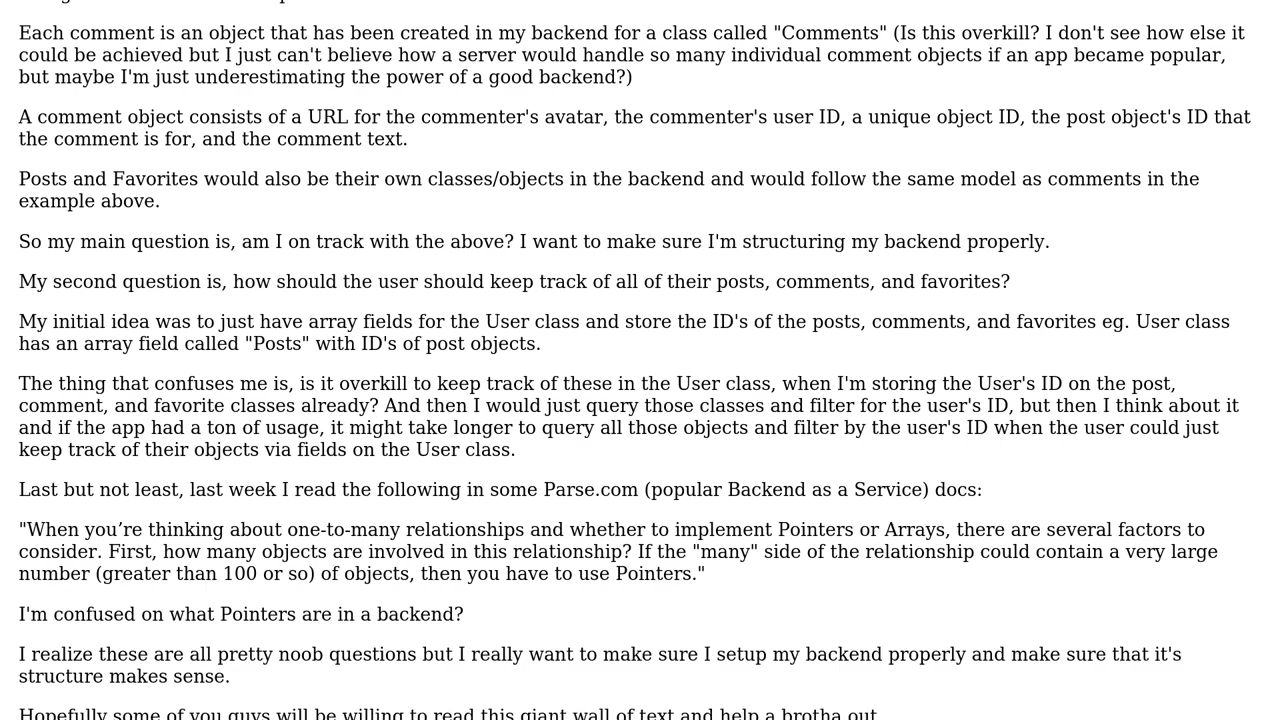 Each comment is an object that has been created in my backend for a class called "Comments" (Is this overkill? I don't see how else it
could be achieved but I just can't believe how a server would handle so many individual comment objects if an app became popular,
but maybe I'm just underestimating the power of a good backend?)
A comment object consists of a URL for the commenter's avatar, the commenter's user ID, a unique object ID, the post object's ID that
the comment is for, and the comment text.
Posts and Favorites would also be their own classes/objects in the backend and would follow the same model as comments in the
example above.
So my main question is, am I on track with the above? I want to make sure I'm structuring my backend properly.
My second question is, how should the user should keep track of all of their posts, comments, and favorites?
My initial idea was to just have array fields for the User class and store the ID's of the posts, comments, and favorites eg. User class
has an array field called "Posts" with ID's of post objects.
The thing that confuses me is, is it overkill to keep track of these in the User class, when I'm storing the User's ID on the post,
comment, and favorite classes already? And then I would just query those classes and filter for the user's ID, but then I think about it
and if the app had a ton of usage, it might take longer to query all those objects and filter by the user's ID when the user could just
keep track of their objects via fields on the User class.
Last but not least, last week I read the following in some Parse.com (popular Backend as a Service) docs:
"When you’re thinking about one-to-many relationships and whether to implement Pointers or Arrays, there are several factors to
consider. First, how many objects are involved in this relationship? If the "many" side of the relationship could contain a very large
number (greater than 100 or so) of objects, then you have to use Pointers."
I'm confused on what Pointers are in a backend?
I realize these are all pretty noob questions but I really want to make sure I setup my backend properly and make sure that it's
structure makes sense.
Hopefully some of you guys will be willing to read this giant wall of text and help a brotha out.